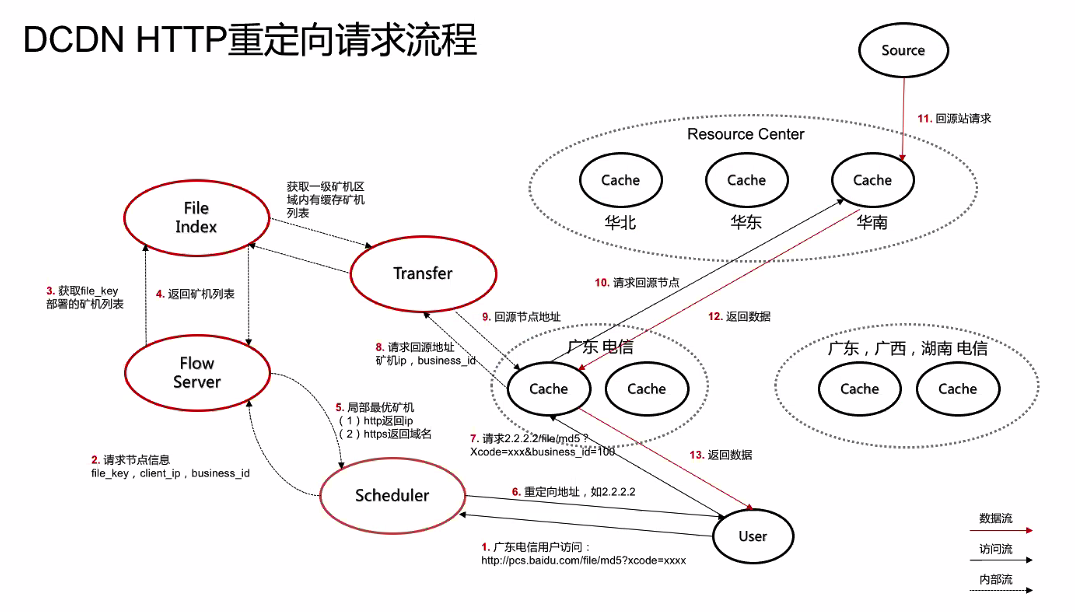 DCDN HTTP重定向请求流程
Source
11. 回源站请求
Resource Center
Cache
Cache
Cache
华北
华东
华南
File
Index
获取一级矿机区
域内有缓存矿机
列表
Transfer
3. 获取file_key
部署的矿机列表
4. 返回矿机列表
10. 请求回源节点
12. 返回数据
9. 回源节点地址
8. 请求回源地址
矿机ip，business_id
广东 电信
Cache
Cache
广东，广西，湖南 电信
Cache
Cache
Flow
Server
5. 局部最优矿机
（1）http返回ip
（2）https返回域名
7. 请求2.2.2.2/file/md5？
Xcode=xxx&business_id=100
13. 返回数据
2. 请求节点信息
file_key，client_ip，business_id
Scheduler
6. 重定向地址，如2.2.2.2
User
1. 广东电信用户访问：
http://pcs.baidu.com/file/md5?xcode=xxxx
数据流
访问流
内部流